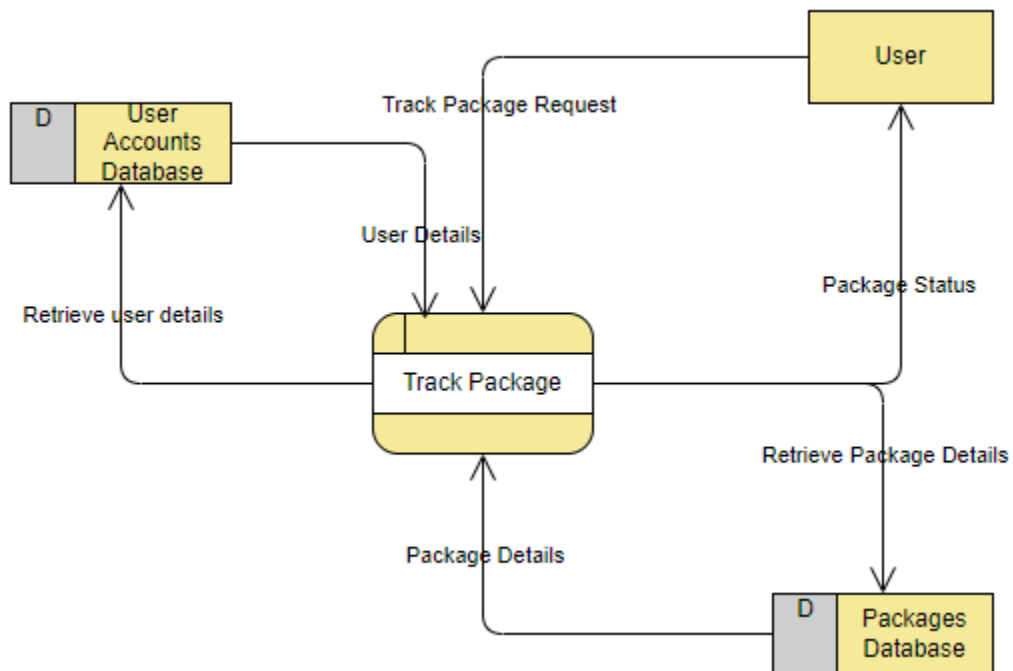 User
Track Package Request
D
User
Accounts
Database
User Details
Package Status
Retrieve user details
Track Package
Retrieve Package Details
Package Details
D
Packages
Database